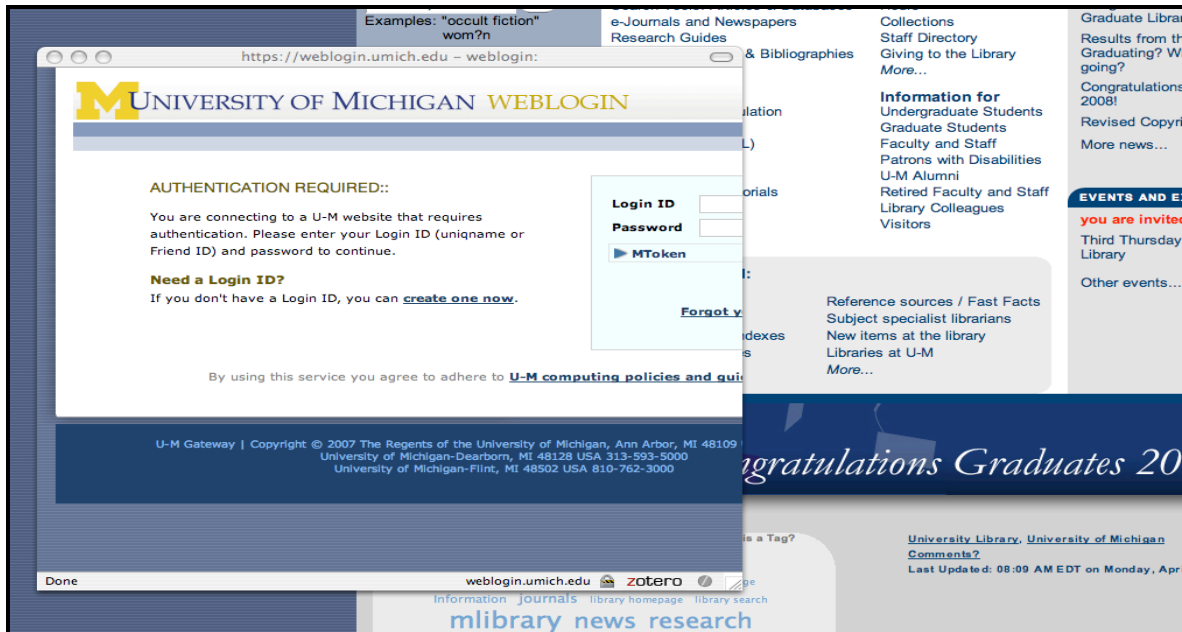 Examples: "occult fiction"
wom?n
e-Journals and Newspapers
Research Guides
& Bibliographies
Collections
Staff Directory
Giving to the Library
More...
Information for
Undergraduate Students
Graduate Students
Faculty and Staff
Patrons with Disabilities
U-M Alumni
Retired Faculty and Staff
Library Colleagues
Visitors
Results from
Graduating?
going?
Congratulations
2008!
Revised
More news...
EVENTS AND
you are invited
Third Thursday
Library
Other events...
https://weblogin.umich.edu – weblogin:
UNIVERSITY OF MICHIGAN WEBLOGIN
AUTHENTICATION REQUIRED::
You are connecting to a U-M website that requires
authentication. Please enter your Login ID (uniqname or
Friend ID) and password to continue.
Need a Login ID?
If you don't have a Login ID, you can create one now.
Login ID
Password
MToken
Forgot
By using this service you agree to adhere to U-M computing policies and
U-M Gateway | Copyright © 2007 The Regents of the University of Michigan, Ann Arbor, MI 48109
University of Michigan-Dearborn, MI 48128 USA 313-593-5000
University of Michigan-Flint, MI 48502 USA 810-762-3000
Done
weblogin.umich.edu
zotero
Reference sources / Fast Facts
Subject specialist librarians
New items at the library
Libraries at U-M
More...
Graduates 20
is a Tag?
University Library, University of Michigan
Comments?
Last Updated: 08:09 AM EDT on Monday,
Information journals library homepage library search
mlibrary news research